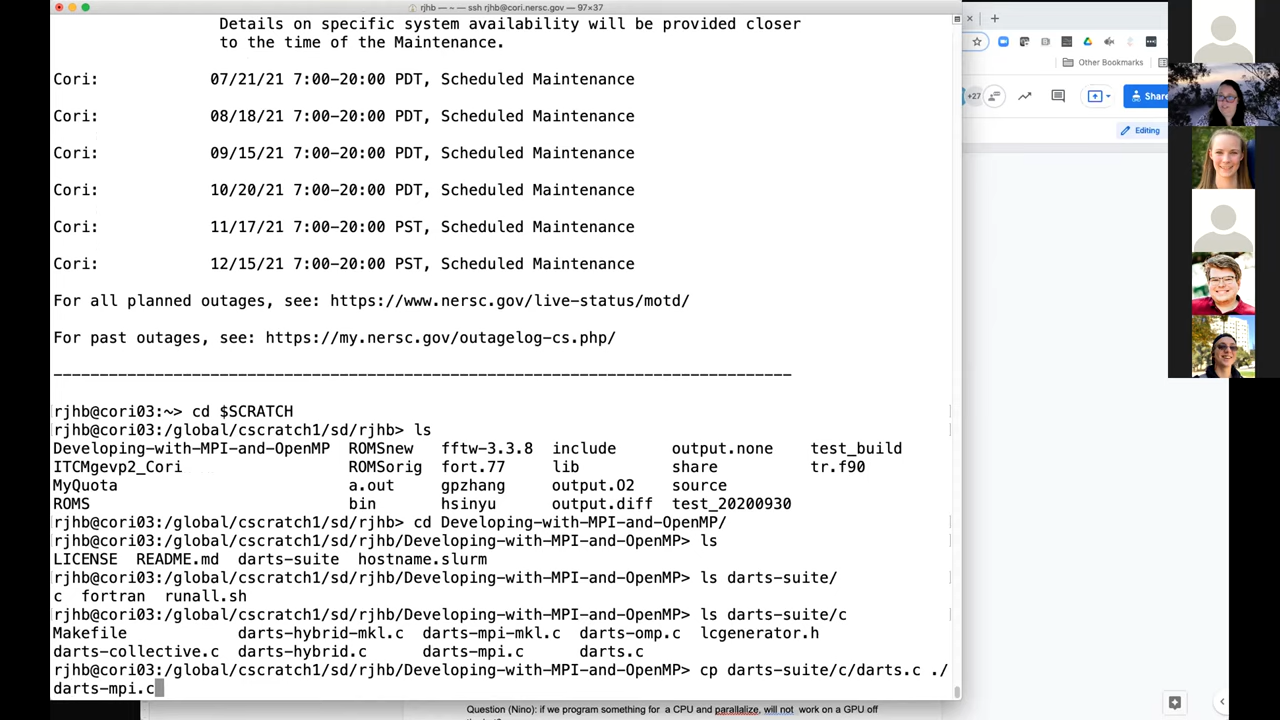 rjhb — ~ — ssh rjhb@cori.nersc.gov — 97×37
Details on specific system availability will be provided closer
to the time of the Maintenance.
Cori: 07/21/21 7:00-20:00 PDT, Scheduled Maintenance
Cori: 08/18/21 7:00-20:00 PDT, Scheduled Maintenance
Cori: 09/15/21 7:00-20:00 PDT, Scheduled Maintenance
Cori: 10/20/21 7:00-20:00 PDT, Scheduled Maintenance
Cori: 11/17/21 7:00-20:00 PST, Scheduled Maintenance
Cori: 12/15/21 7:00-20:00 PST, Scheduled Maintenance
For all planned outages, see: https://www.nersc.gov/live-status/motd/
For past outages, see: https://my.nersc.gov/outagelog-cs.php/
--------------------------------------------------------------------------------
rjhb@cori03:~> cd $SCRATCH
rjhb@cori03:/global/cscratch1/sd/rjhb> ls
Developing-with-MPI-and-OpenMP ROMSnew fftw-3.3.8 include output.none test_build
ITCMgevp2_Cori ROMSorig fort.77 lib share tr.f90
MyQuota a.out gpzhang output.O2 source
ROMS bin hsinyu output.diff test_20200930
rjhb@cori03:/global/cscratch1/sd/rjhb> cd Developing-with-MPI-and-OpenMP/
rjhb@cori03:/global/cscratch1/sd/rjhb/Developing-with-MPI-and-OpenMP> ls
LICENSE README.md darts-suite hostname.slurm
rjhb@cori03:/global/cscratch1/sd/rjhb/Developing-with-MPI-and-OpenMP> ls darts-suite/
c fortran runall.sh
rjhb@cori03:/global/cscratch1/sd/rjhb/Developing-with-MPI-and-OpenMP> ls darts-suite/c
Makefile darts-hybrid-mkl.c darts-mpi-mkl.c darts-omp.c lcgenerator.h
darts-collective.c darts-hybrid.c darts-mpi.c darts.c
rjhb@cori03:/global/cscratch1/sd/rjhb/Developing-with-MPI-and-OpenMP> cp darts-suite/c/darts.c ./
darts-mpi.c
Other Bookmarks
+27
Share
Editing
Question (Nino): if we program something for a CPU and parallalize, will not work on a GPU off